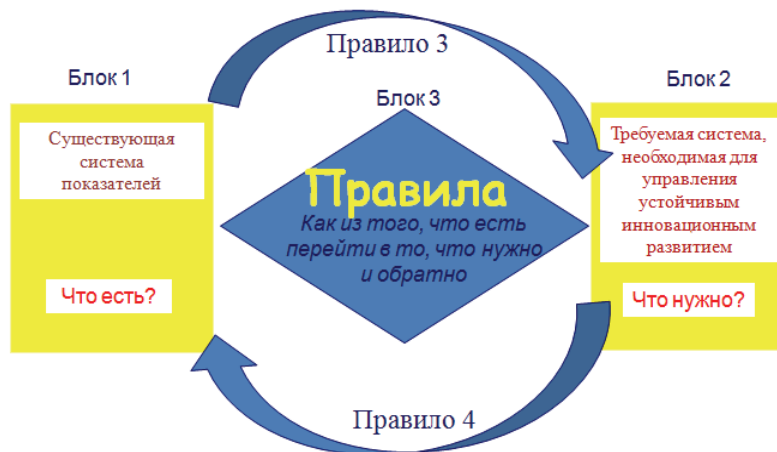 Правило 3
Блок 1
Блок 2
Блок 3
Существующая
система
показателей
Что есть?
Правила
Как из того, что есть
перейти в то, что нужно
и обратно
Требуемая система,
необходимая для
управления
устойчивым
инновационным
развитием
Что нужно?
Правило 4